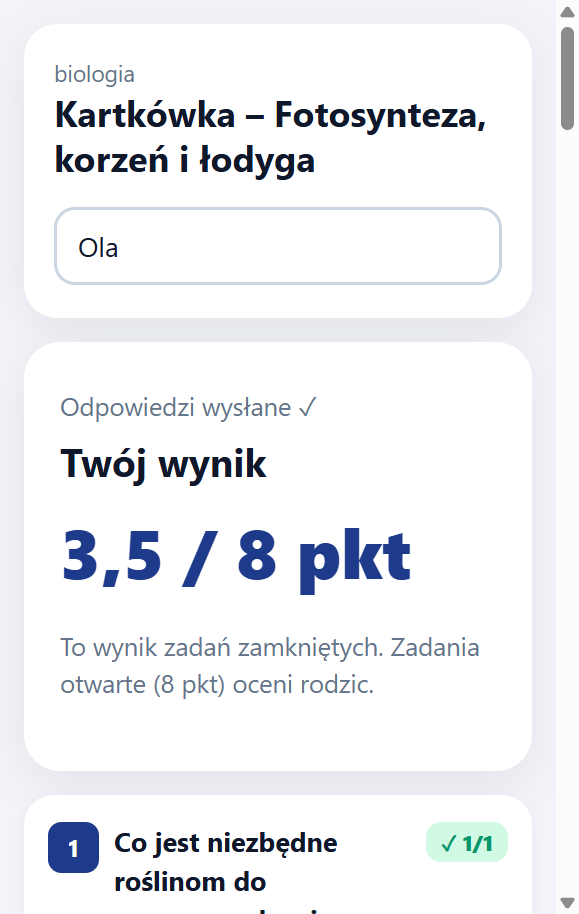 biologia
Kartkówka – Fotosynteza,
korzeń i łodyga
Ola
Odpowiedzi wysłane ✓
Twój wynik
3,5 / 8 pkt
To wynik zadań zamkniętych. Zadania
otwarte (8 pkt) oceni rodzic.
1
Co jest niezbędne
✓ 1/1
roślinom do